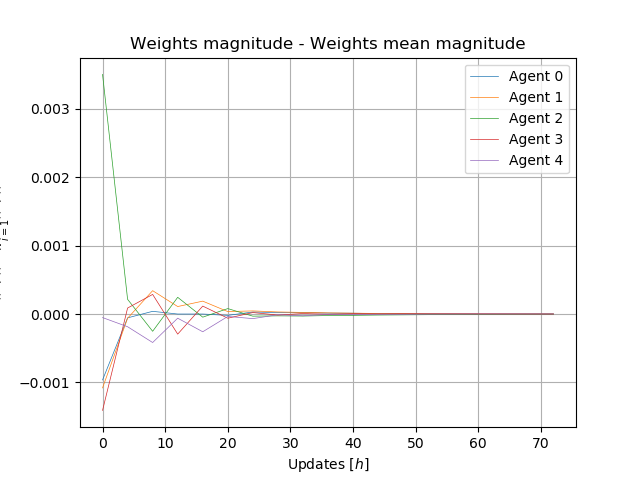 Weights magnitude - Weights mean magnitude
Agent 0
Agent 1
Agent 2
Agent 3
Agent 4
0.003
0.002
0.001
0.000
−0.001
0 10 20 30 40 50 60 70
Updates [h]